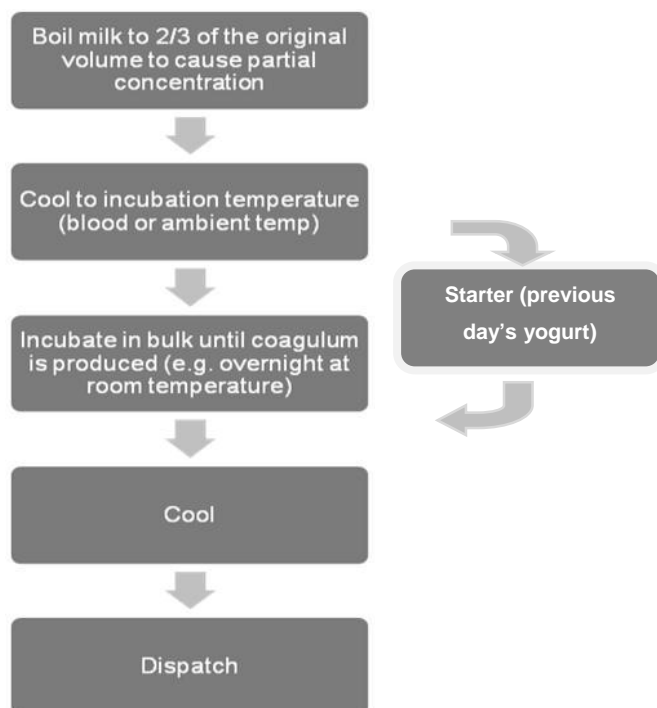 Boil milk to 2/3 of the original
volume to cause partial
concentration
Cool to incubation temperature
(blood or ambient temp)
Starter (previous
day’s yogurt)
Incubate in bulk until coagulum
is produced (e.g. overnight at
room temperature)
Cool
Dispatch